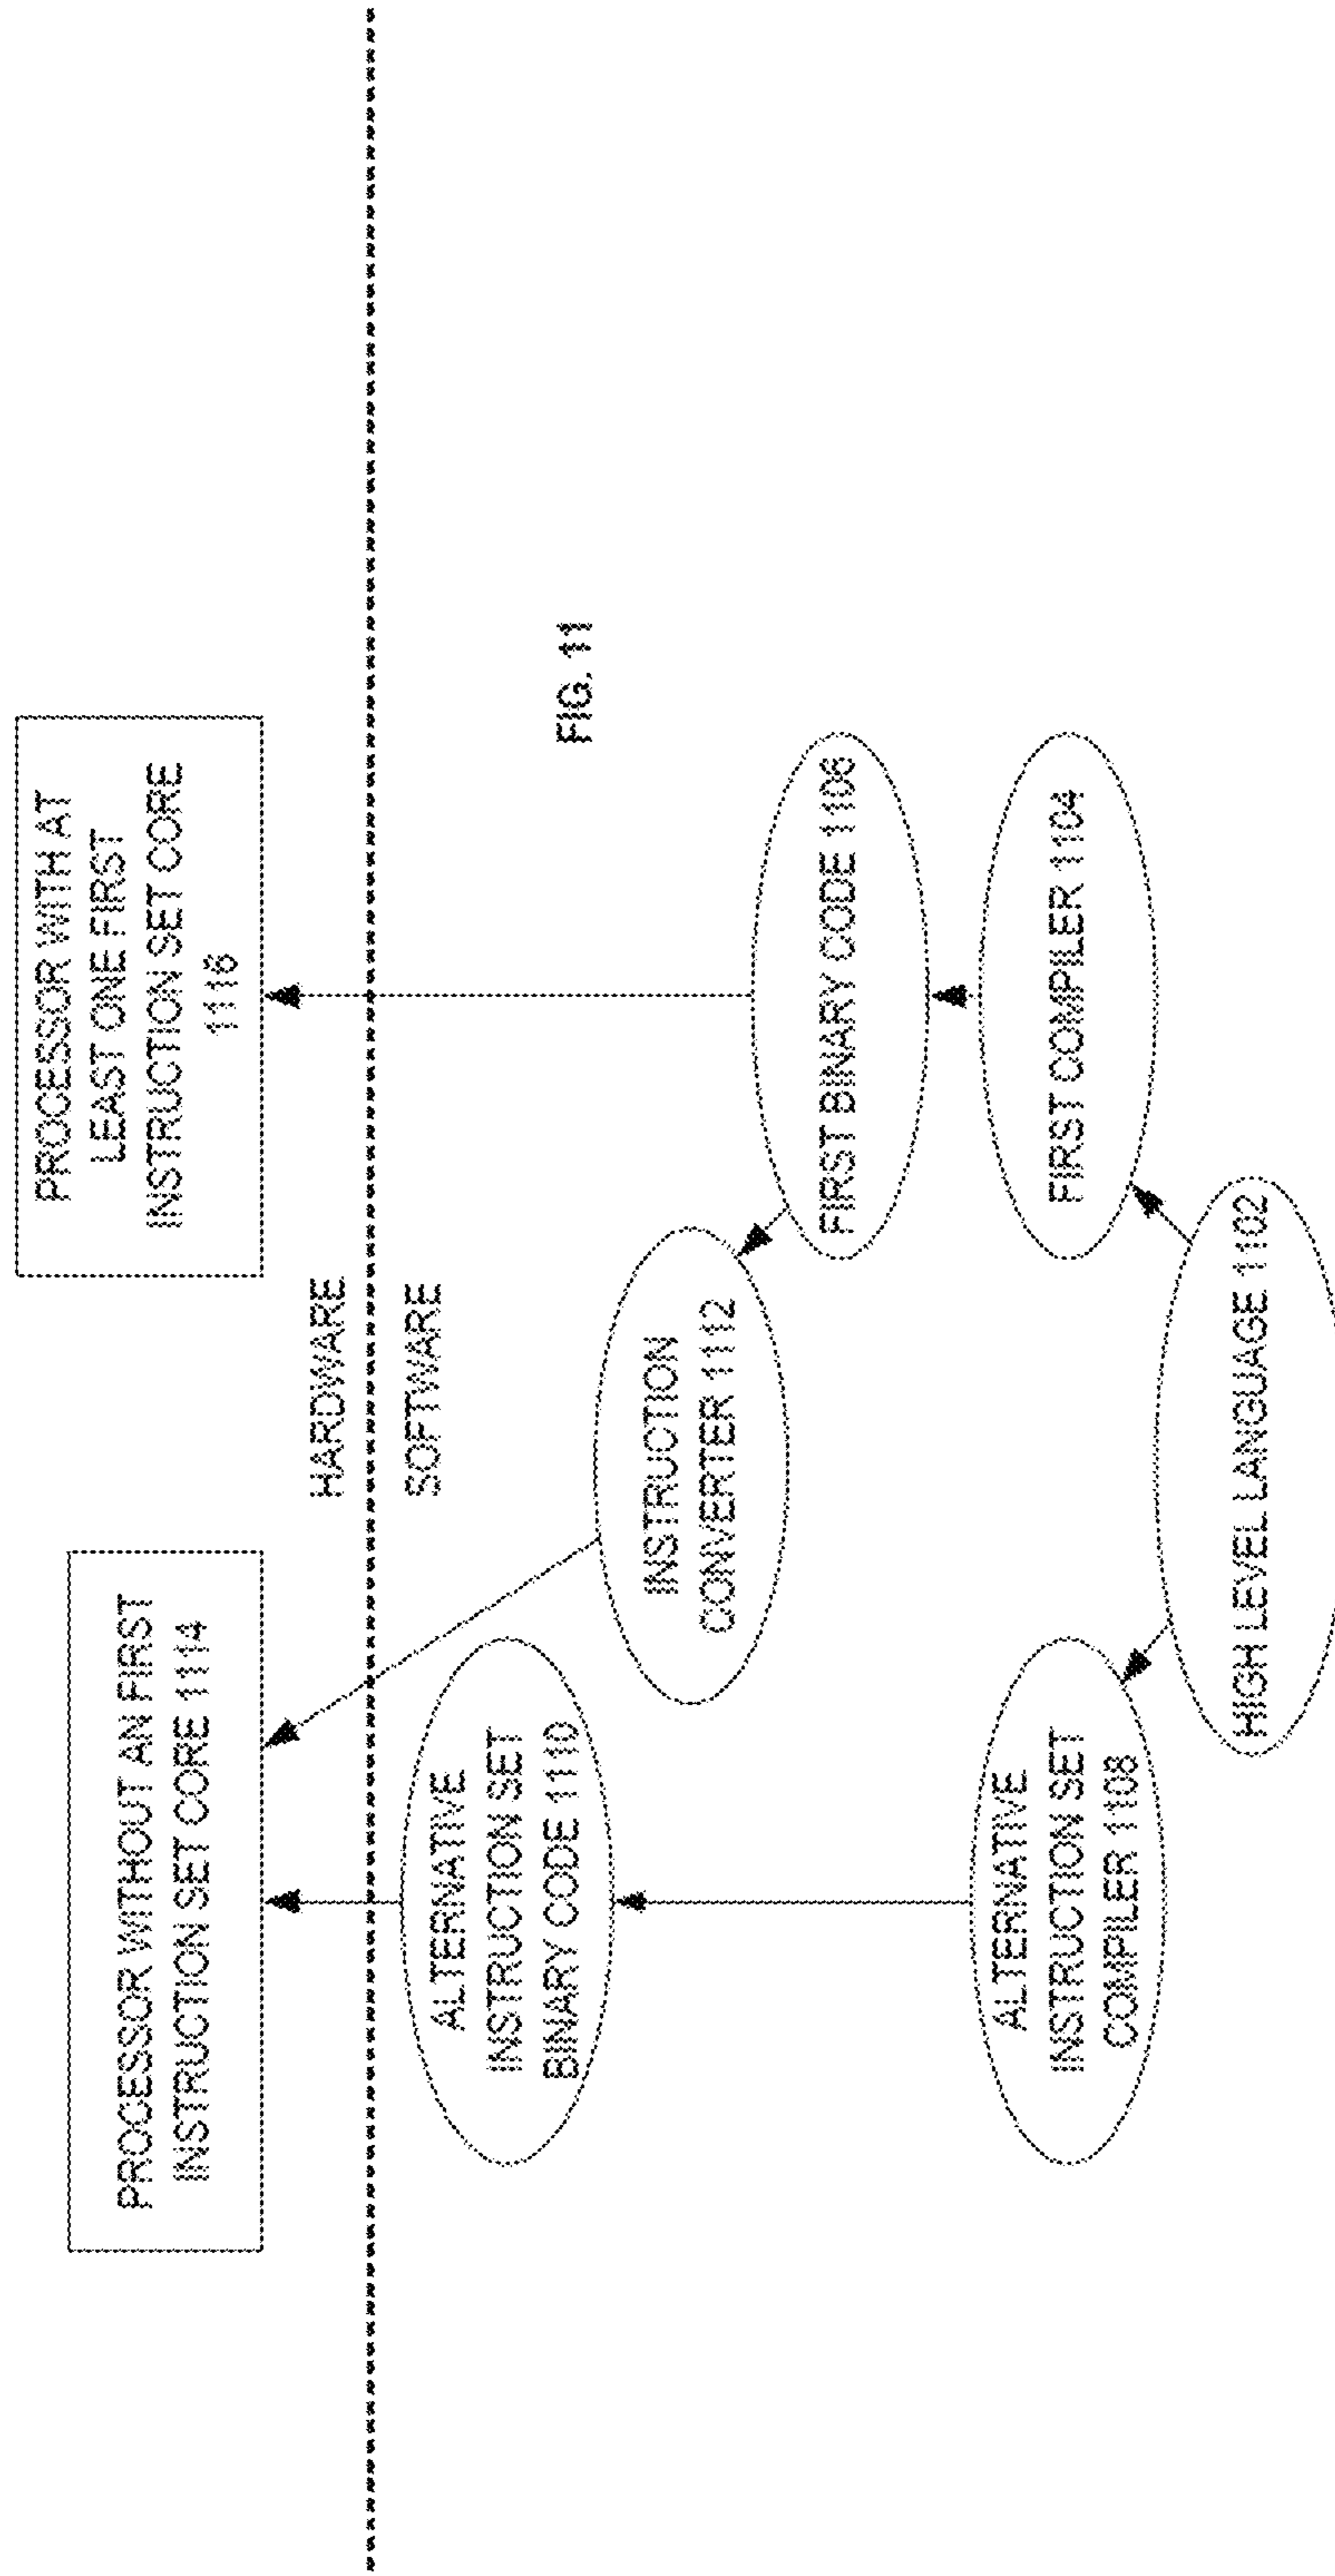 PROCESSOR WITHOUT AN FIRST
INSTRUCTION SET CORE 1114
PROCESSOR WITH AT
LEAST ONE FIRST
INSTRUCTION SET CORE
1116
HARDWARE
SOFTWARE
ALTERNATIVE
INSTRUCTION SET
BINARY CODE 1110
INSTRUCTION
CONVERTER 1112
FIG. 11
FIRST BINARY CODE 1106
ALTERNATIVE
INSTRUCTION SET
COMPILER 1108
FIRST COMPILER 1104
HIGH LEVEL LANGUAGE 1102